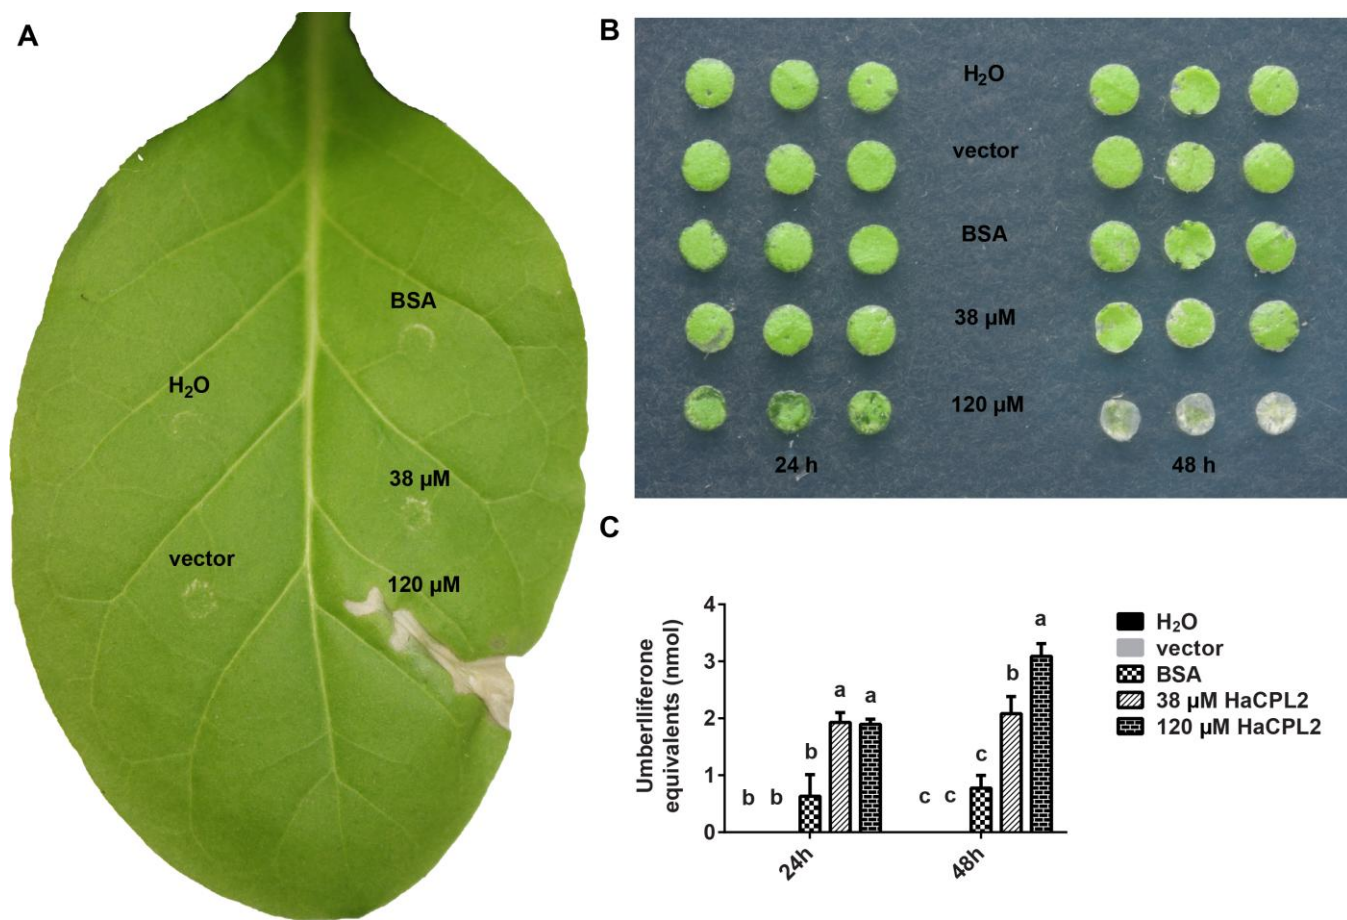 A
BSA
H₂O
38 µM
vector
120 µM
B
H₂O
vector
BSA
38 µM
120 µM
24 h
48 h
C
Umberlliferone
equivalents (nmol)
4
3
2
1
0
b
b
b
a
a
c
c
c
b
a
24h
48h
H₂O
vector
BSA
38 µM HaCPL2
120 µM HaCPL2